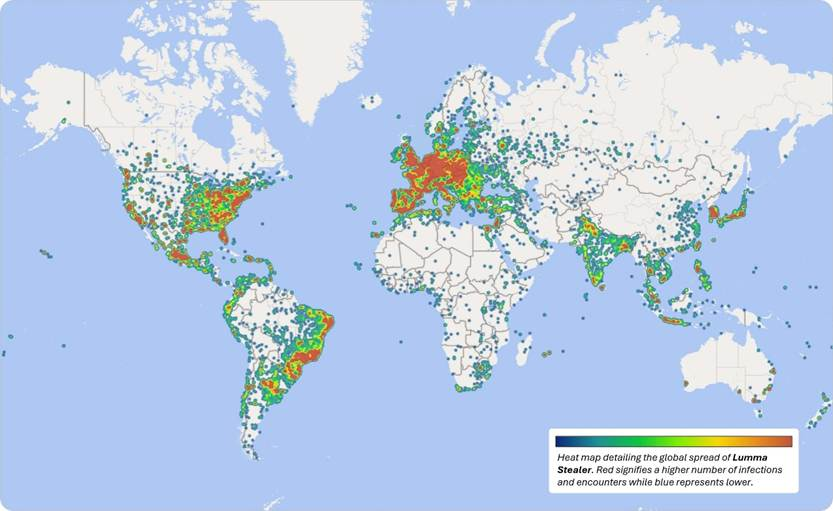 Heat map detailing the global spread of Lumma
Stealer. Red signifies a higher number of infections
and encounters while blue represents lower.